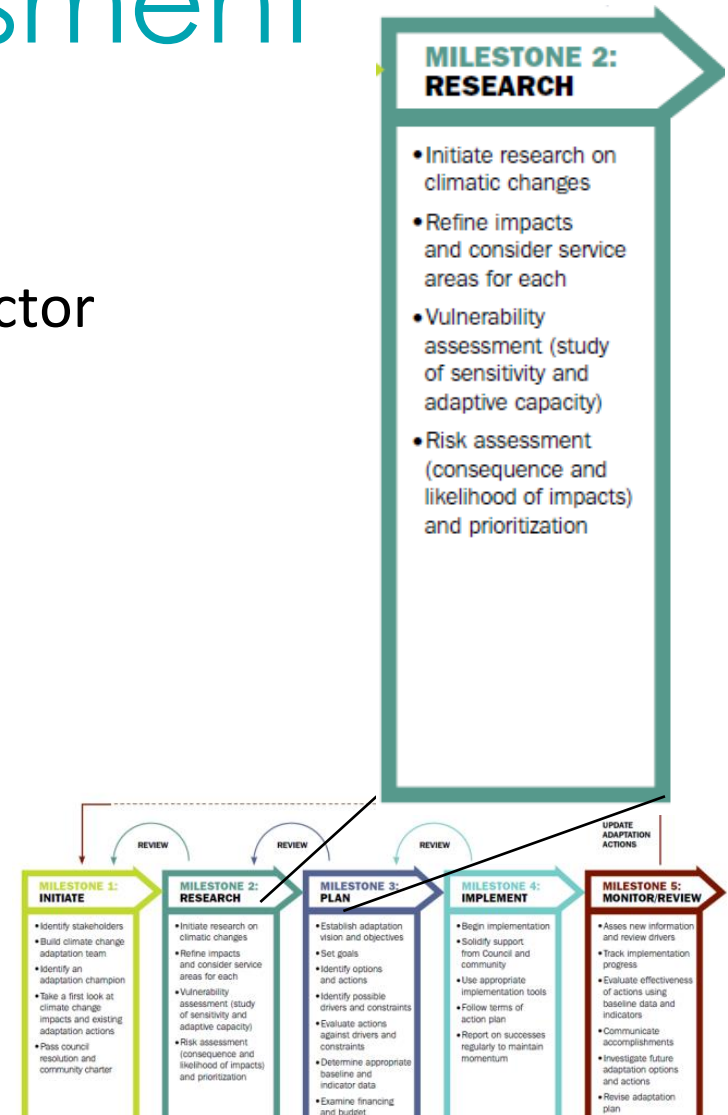 sment
ctor
MILESTONE 2:
RESEARCH
•Initiate research on
climatic changes
•Refine impacts
and consider service
areas for each
•Vulnerability
assessment (study
of sensitivity and
adaptive capacity)
•Risk assessment
(consequence and
likelihood of impacts)
and prioritization
REVIEW
REVIEW
REVIEW
UPDATE
ADAPTATION
ACTIONS
MILESTONE 1:
INITIATE
•Identify stakeholders
•Build climate change
adaptation team
•Identify an
adaptation champion
•Take a first look at
climate change
impacts and existing
adaptation actions
•Pass council
resolution and
community charter
MILESTONE 2:
RESEARCH
•Initiate research on
climatic changes
•Refine impacts
and consider service
areas for each
•Vulnerability
assessment (study
of sensitivity and
adaptive capacity)
•Risk assessment
(consequence and
likelihood of impacts)
and prioritization
MILESTONE 3:
PLAN
•Establish adaptation
vision and objectives
•Set goals
•Identify options
and actions
•Identify possible
drivers and constraints
•Evaluate actions
against drivers and
constraints
•Determine appropriate
baseline and
indicator data
•Examine financing
and budget
MILESTONE 4:
IMPLEMENT
•Begin implementation
•Solidify support
from Council and
community
•Use appropriate
implementation tools
•Follow terms of
action plan
•Report on successes
regularly to maintain
momentum
MILESTONE 5:
MONITOR/REVIEW
•Asses new information
and review drivers
•Track implementation
progress
•Evaluate effectiveness
of actions using
baseline data and
indicators
•Communicate
accomplishments
•Investigate future
adaptation options
and actions
•Revise adaptation
plan